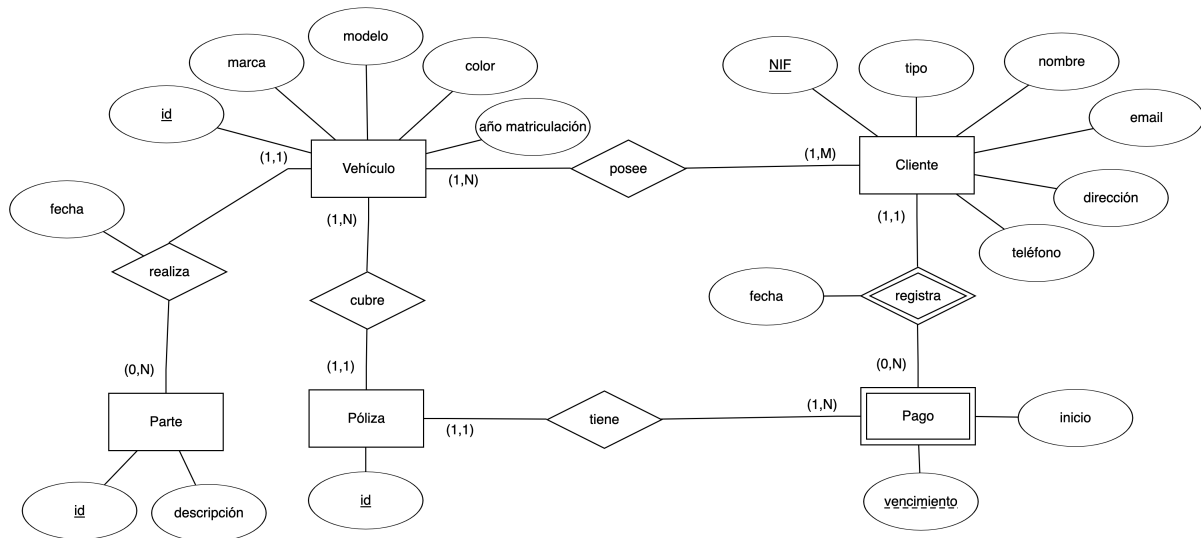 modelo
marca
color
NIF
tipo
nombre
id
año matriculación
email
(1,1)
Vehículo
(1,N)
posee
(1,M)
Cliente
dirección
fecha
(1,N)
(1,1)
teléfono
realiza
cubre
fecha
registra
(0,N)
(1,1)
(0,N)
Parte
Póliza
(1,1)
tiene
(1,N)
Pago
inicio
id
descripción
id
vencimiento